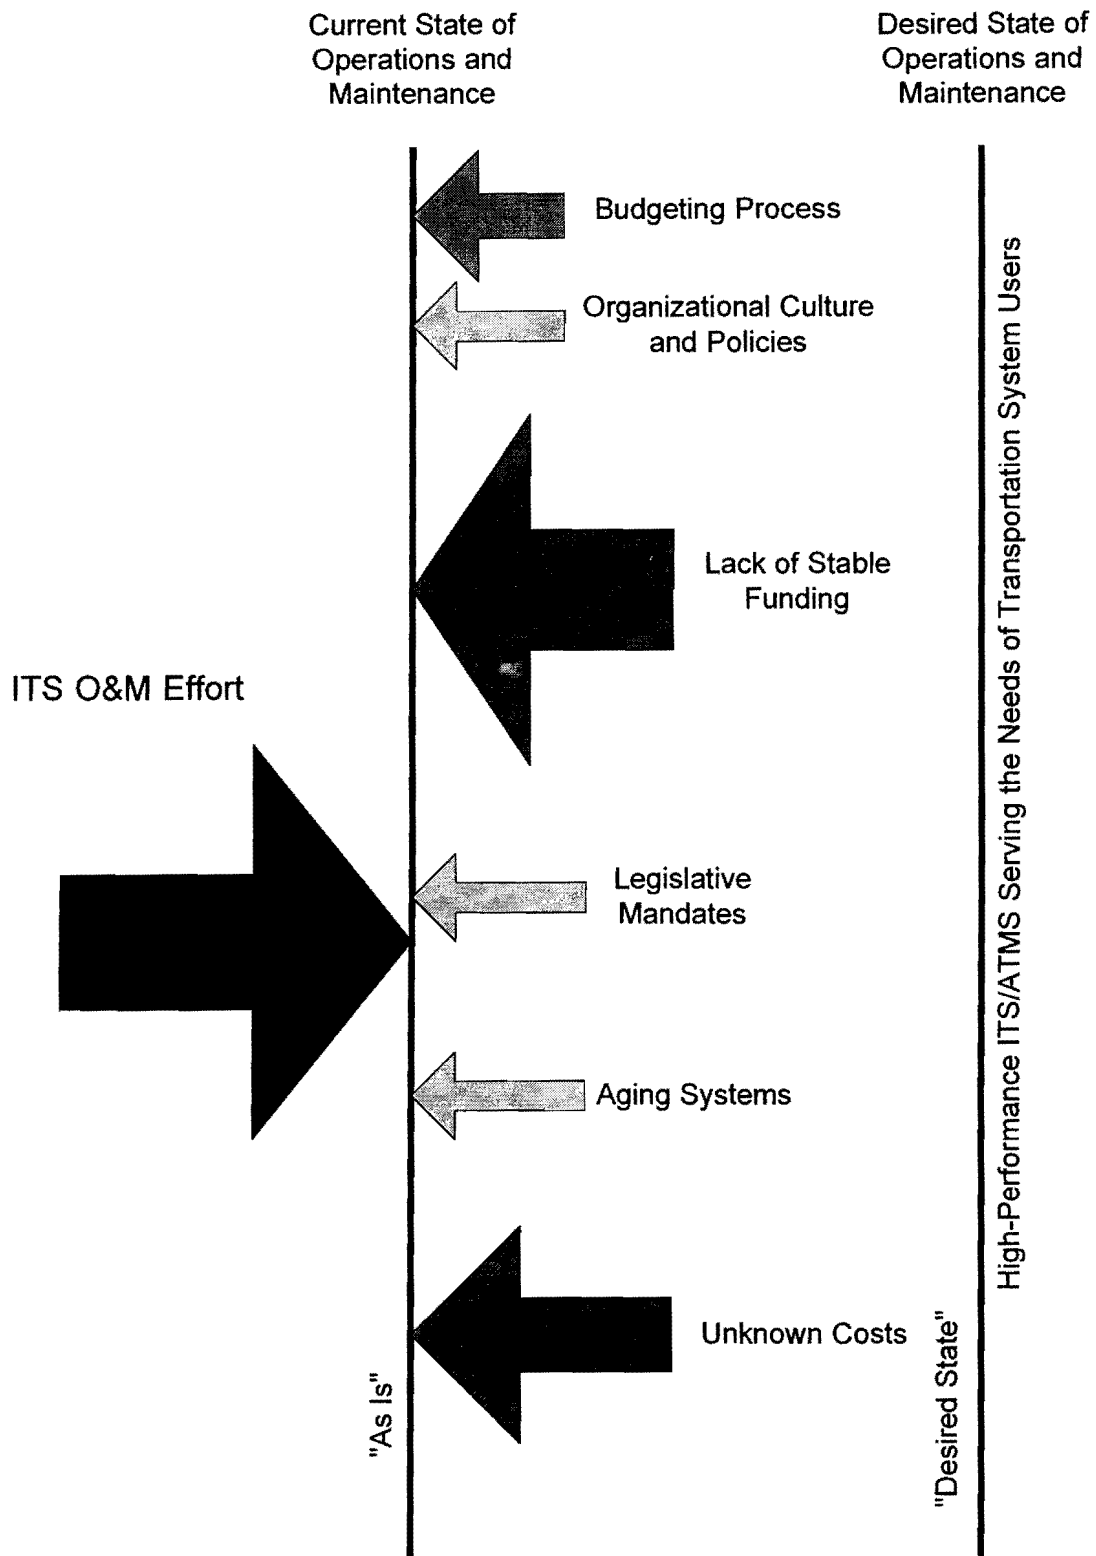 Current State of
Operations and
Maintenance
Desired State of
Operations and
Maintenance
Budgeting Process
Organizational Culture
and Policies
Lack of Stable
Funding
ITS O&M Effort
Legislative
Mandates
Aging Systems
Unknown Costs
"As Is"
"Desired State"
High-Performance ITS/ATMS Serving the Needs of Transportation System Users